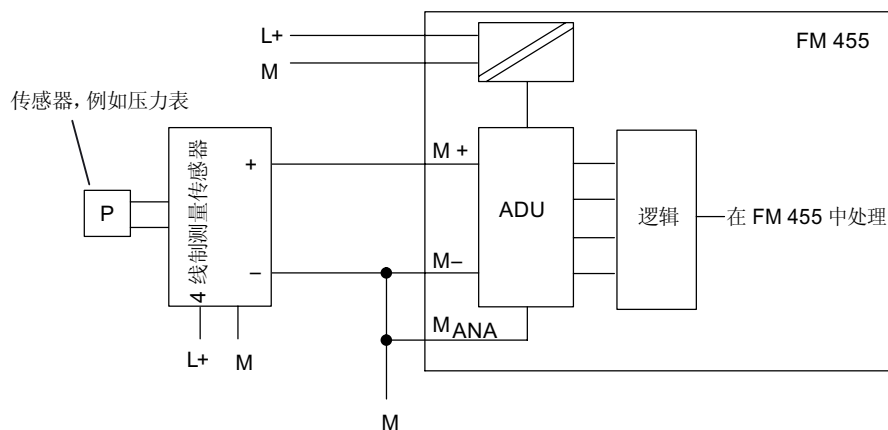 FM 455
L+
M
传感器，例如压力表
P
4 线制测量传感器
+
–
L+
M
M +
M–
MANA
M
ADU
逻辑
在 FM 455 中处理